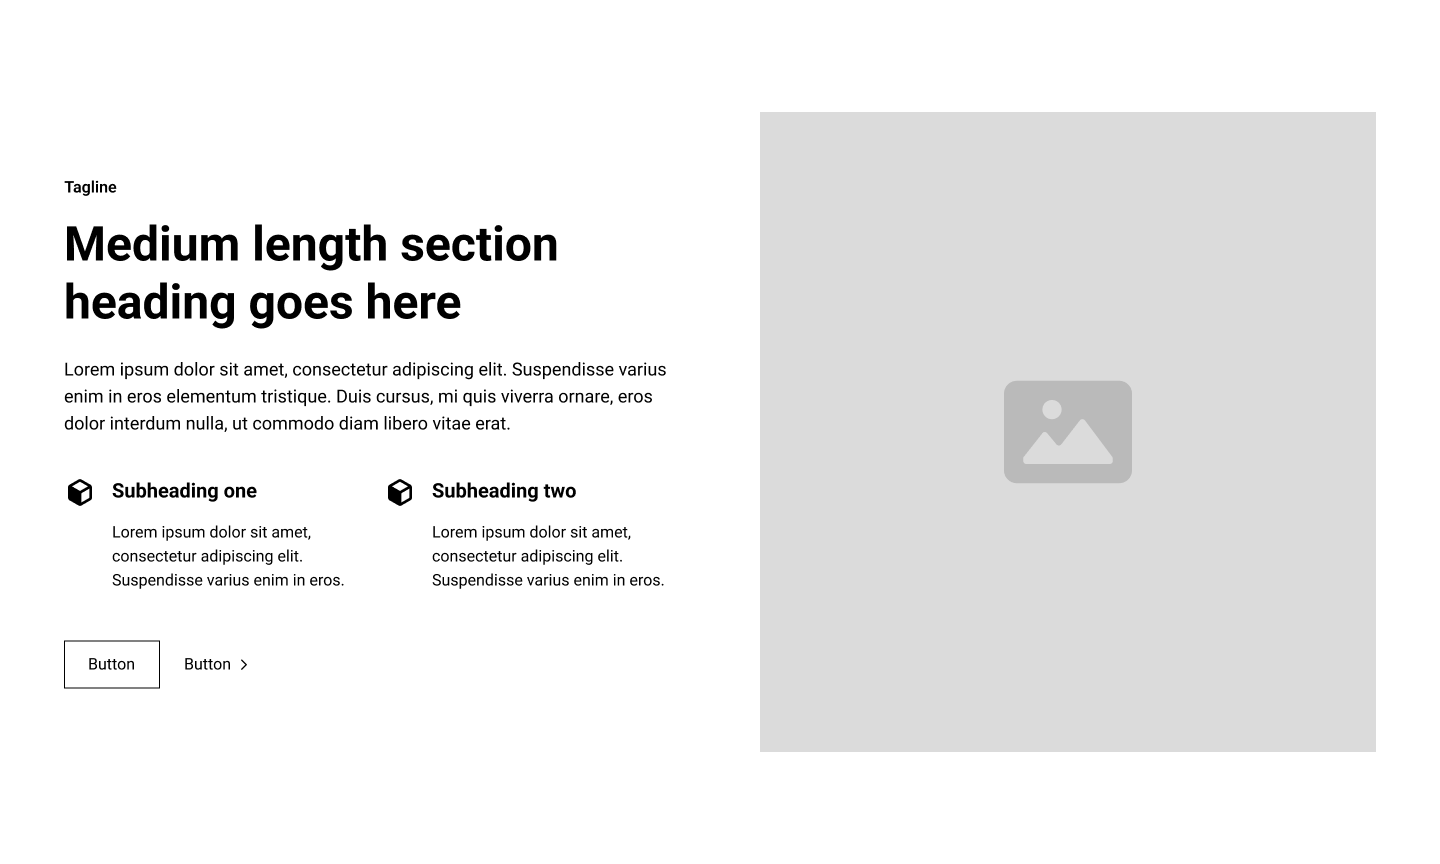 Tagline
Medium length section
heading goes here
Lorem ipsum dolor sit amet, consectetur adipiscing elit. Suspendisse varius
enim in eros elementum tristique. Duis cursus, mi quis viverra ornare, eros
dolor interdum nulla, ut commodo diam libero vitae erat.
Subheading one
Lorem ipsum dolor sit amet,
consectetur adipiscing elit.
Suspendisse varius enim in eros.
Subheading two
Lorem ipsum dolor sit amet,
consectetur adipiscing elit.
Suspendisse varius enim in eros.
Button
Button